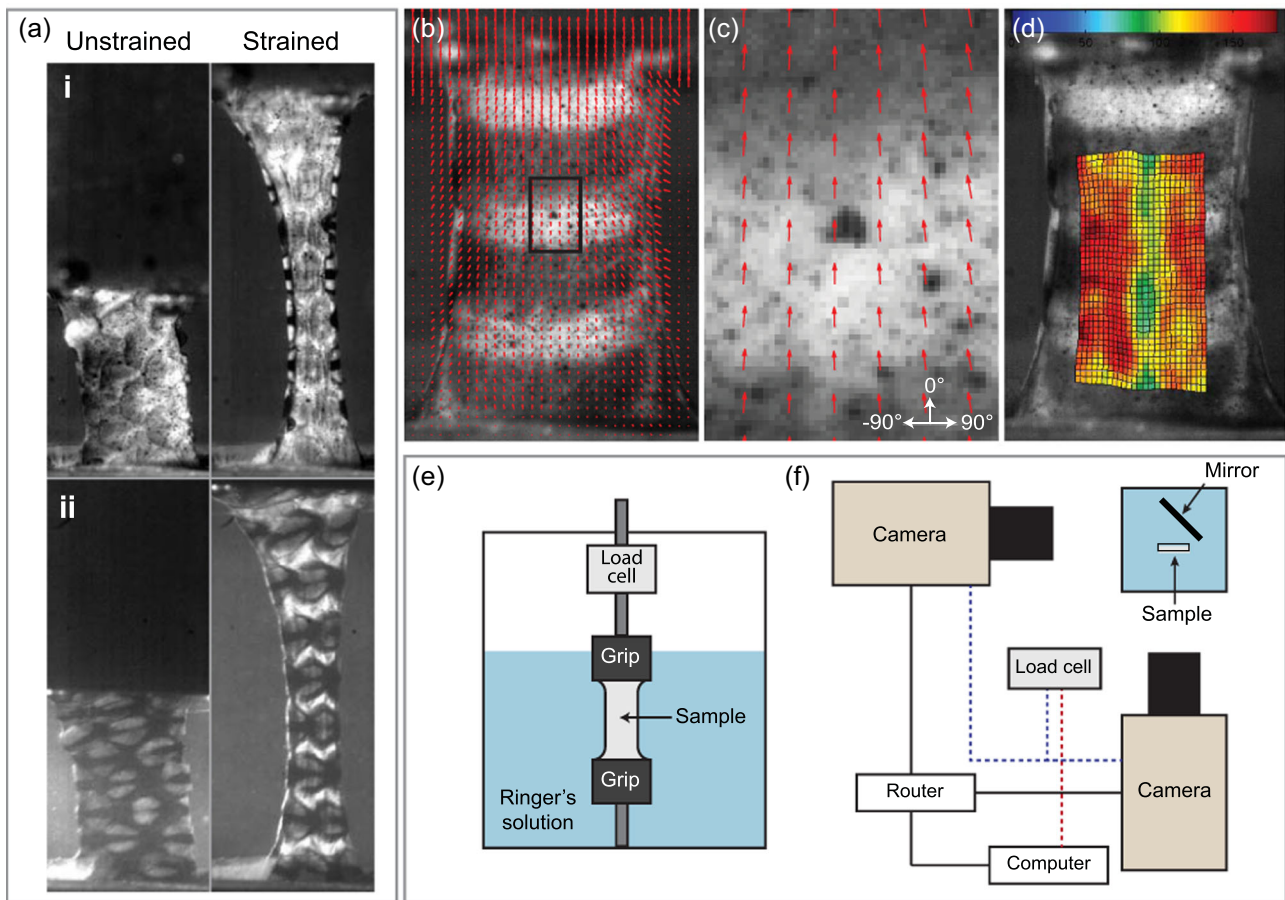 (a)
Unstrained
Strained
i
ii
(b)
(c)
0°
-90°
90°
(d)
50
100
150
(e)
Load
cell
Grip
Sample
Grip
Ringer's
solution
(f)
Camera
Mirror
Sample
Load cell
Router
Camera
Computer